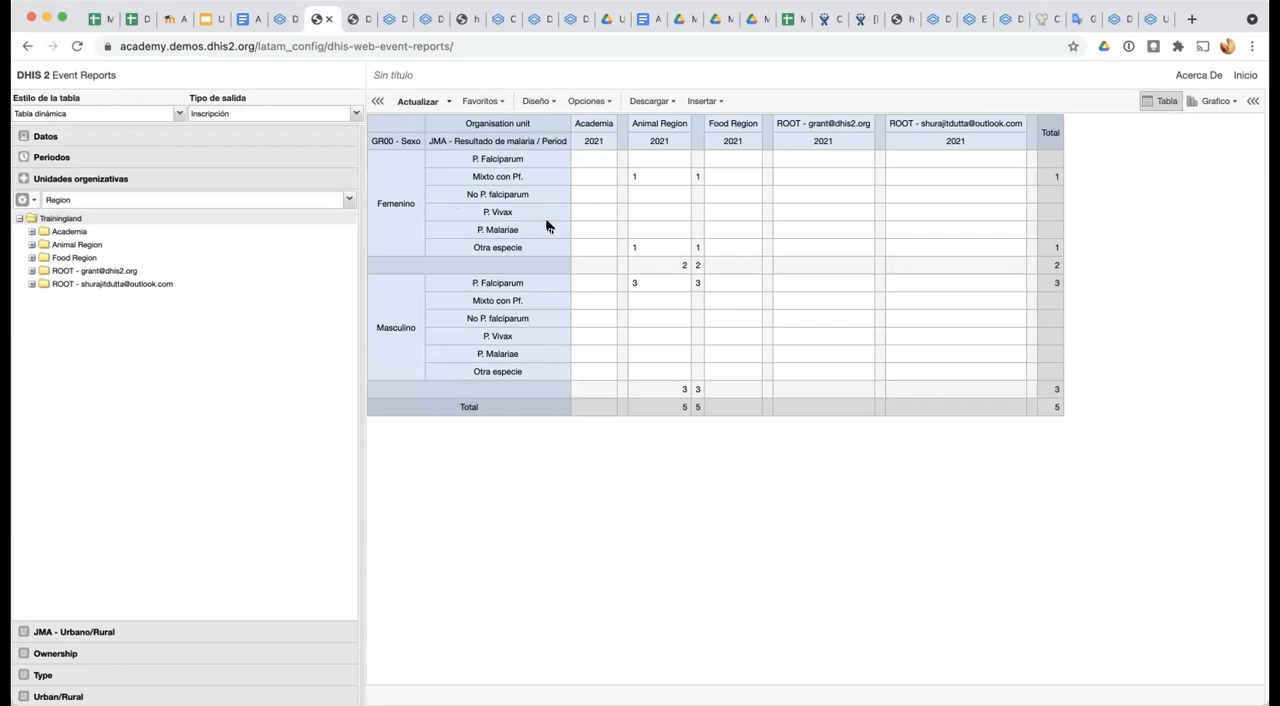 M
D
A
U
A
D
D
D
D
h
C
D
D
U
A
M
M
M
M
C
[
h
D
E
D
C
G
D
U
academy.demos.dhis2.org/latam_config/dhis-web-event-reports/
DHIS 2 Event Reports
Sin título
Acerca De Inicio
Estilo de la tabla Tipo de salida
Tabla dinámica Inscripción
Actualizar Favoritos Diseño Opciones Descargar Insertar Tabla Grafico
Datos
Periodos
Unidades organizativas
Region
Trainingland
Academia
Animal Region
Food Region
ROOT - grant@dhis2.org
ROOT - shurajitdutta@outlook.com
JMA - Urbano/Rural
Ownership
Type
Urban/Rural
Organisation unit Academia Animal Region Food Region ROOT - grant@dhis2.org ROOT - shurajitdutta@outlook.com Total
GR00 - Sexo JMA - Resultado de malaria / Period 2021 2021 2021 2021 2021
Femenino
P. Falciparum
Mixto con Pf. 1 1 1
No P. falciparum
P. Vivax
P. Malariae
Otra especie 1 1 1
2 2 2
Masculino
P. Falciparum 3 3 3
Mixto con Pf.
No P. falciparum
P. Vivax
P. Malariae
Otra especie
3 3 3
Total 5 5 5